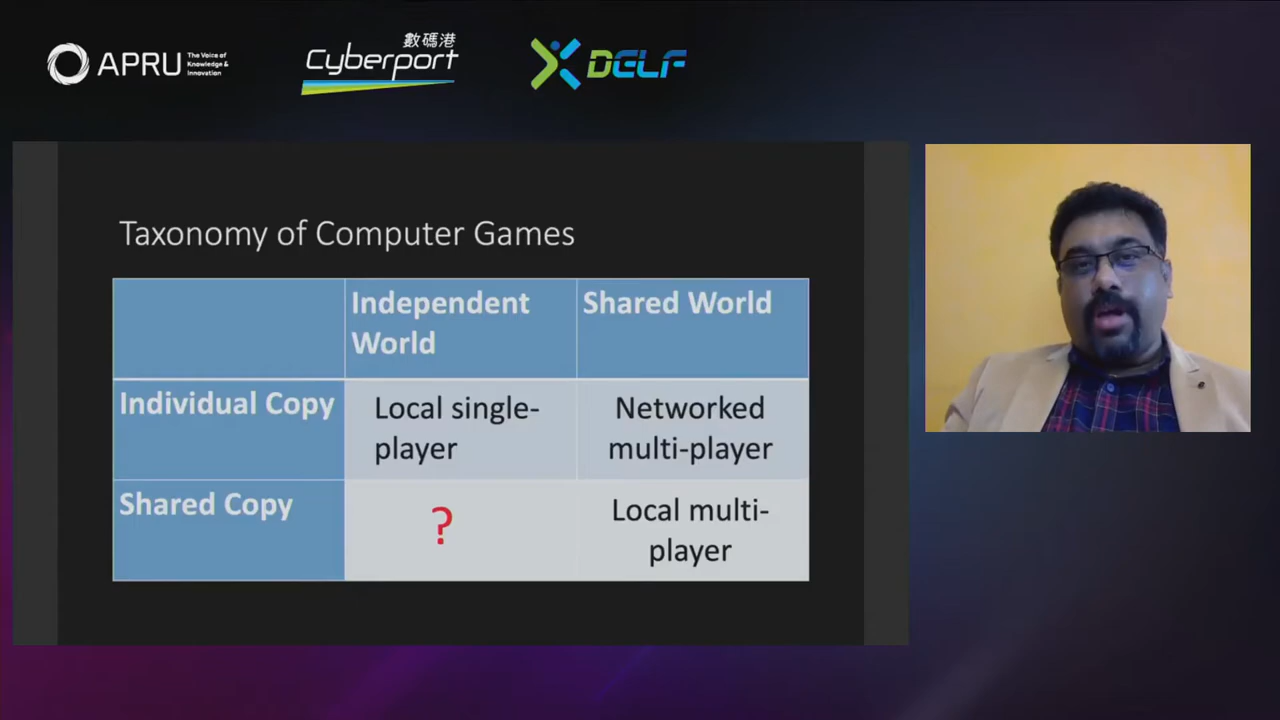 APRU
The Voice of
Knowledge &
Innovation
數碼港
Cyberport
DELF
Taxonomy of Computer Games
Independent
World
Shared World
Individual Copy
Local single-
player
Networked
multi-player
Shared Copy
?
Local multi-
player